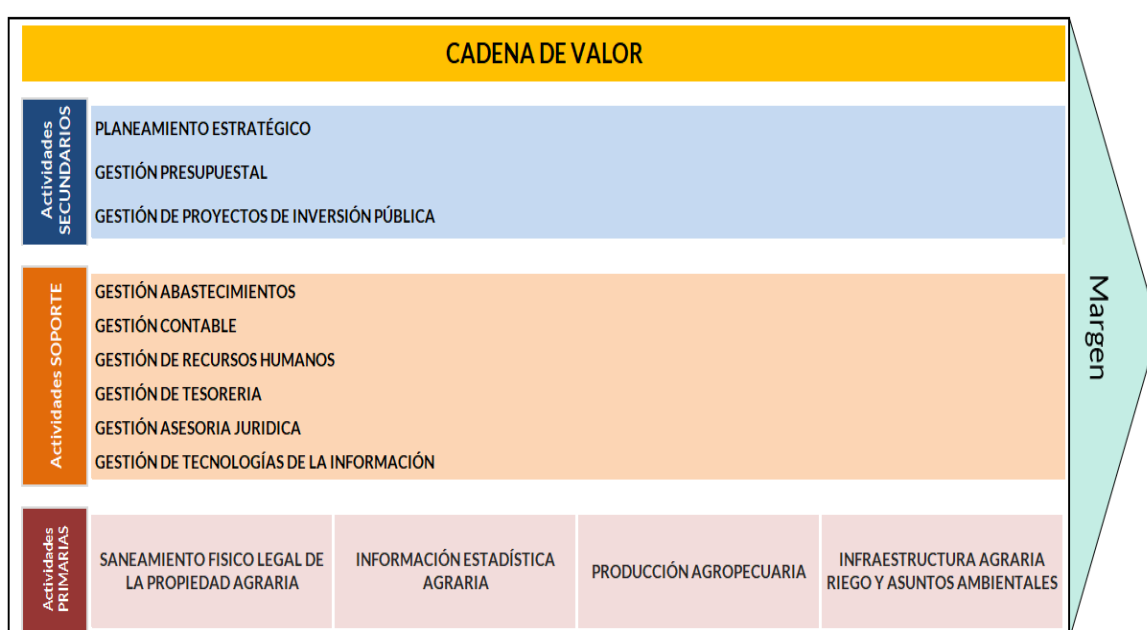 CADENA DE VALOR
Actividades
SECUNDARIOS
PLANEAMIENTO ESTRATÉGICO
GESTIÓN PRESUPUESTAL
GESTIÓN DE PROYECTOS DE INVERSIÓN PÚBLICA
Actividades SOPORTE
GESTIÓN ABASTECIMIENTOS
GESTIÓN CONTABLE
GESTIÓN DE RECURSOS HUMANOS
GESTIÓN DE TESORERIA
GESTIÓN ASESORIA JURIDICA
GESTIÓN DE TECNOLOGÍAS DE LA INFORMACIÓN
Actividades
PRIMARIAS
SANEAMIENTO FISICO LEGAL DE
LA PROPIEDAD AGRARIA
INFORMACIÓN ESTADÍSTICA
AGRARIA
PRODUCCIÓN AGROPECUARIA
INFRAESTRUCTURA AGRARIA
RIEGO Y ASUNTOS AMBIENTALES
Margen